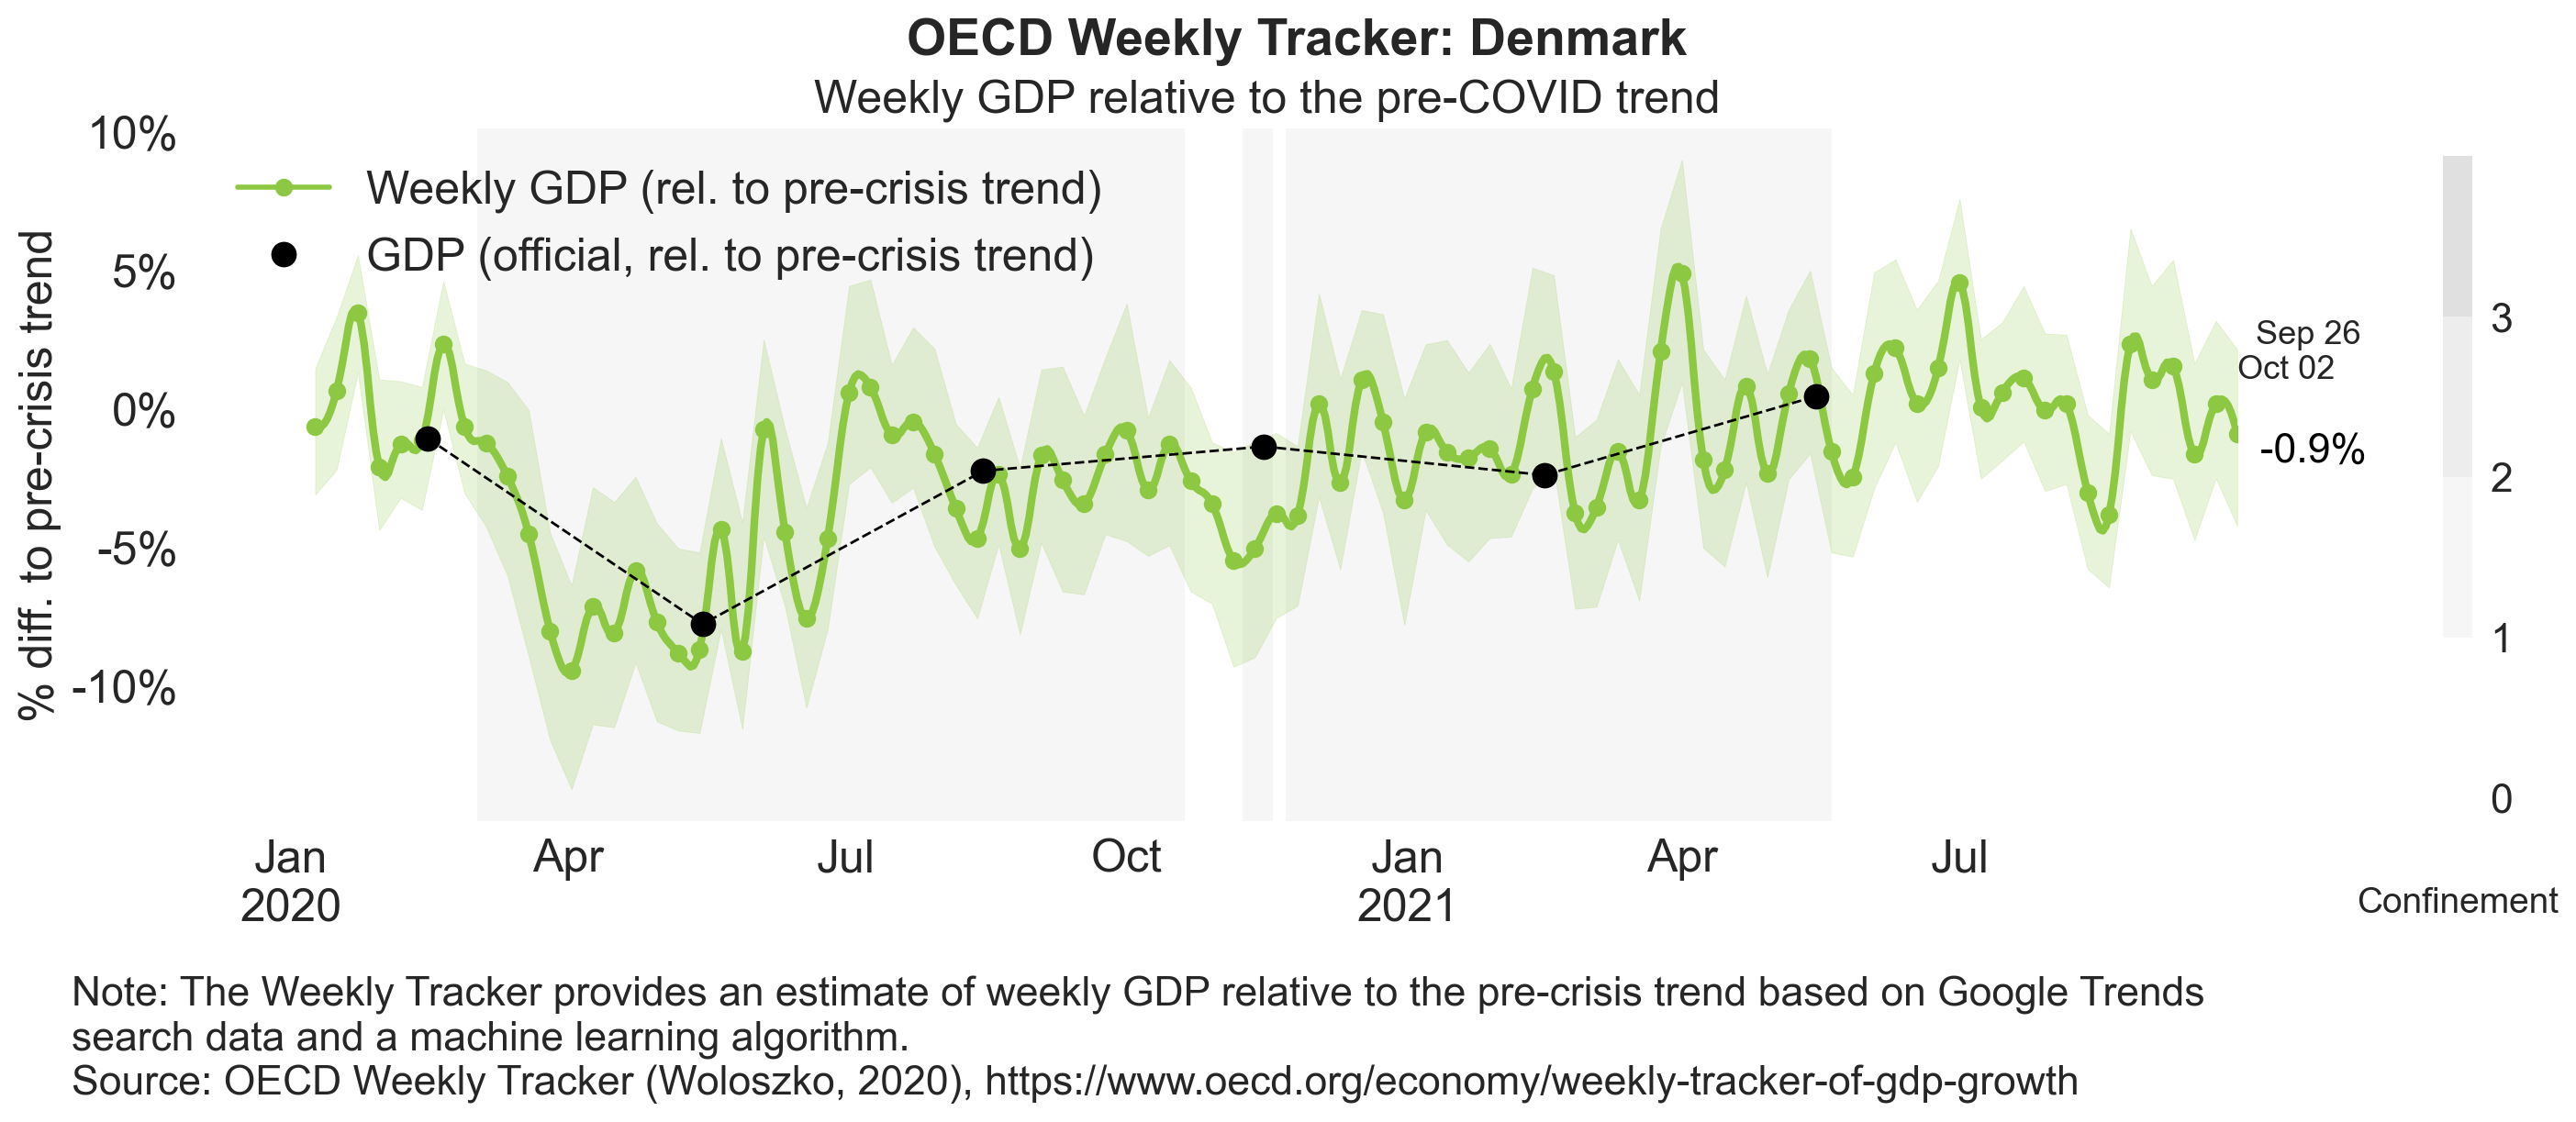 OECD Weekly Tracker: Denmark
Weekly GDP relative to the pre-COVID trend
% diff. to pre-crisis trend
10%
5%
0%
-5%
-10%
Weekly GDP (rel. to pre-crisis trend)
GDP (official, rel. to pre-crisis trend)
Sep 26
Oct 02
-0.9%
3
2
1
0
Confinement
Jan Apr Jul Oct Jan Apr Jul
2020 2021
Note: The Weekly Tracker provides an estimate of weekly GDP relative to the pre-crisis trend based on Google Trends
search data and a machine learning algorithm.
Source: OECD Weekly Tracker (Woloszko, 2020), https://www.oecd.org/economy/weekly-tracker-of-gdp-growth